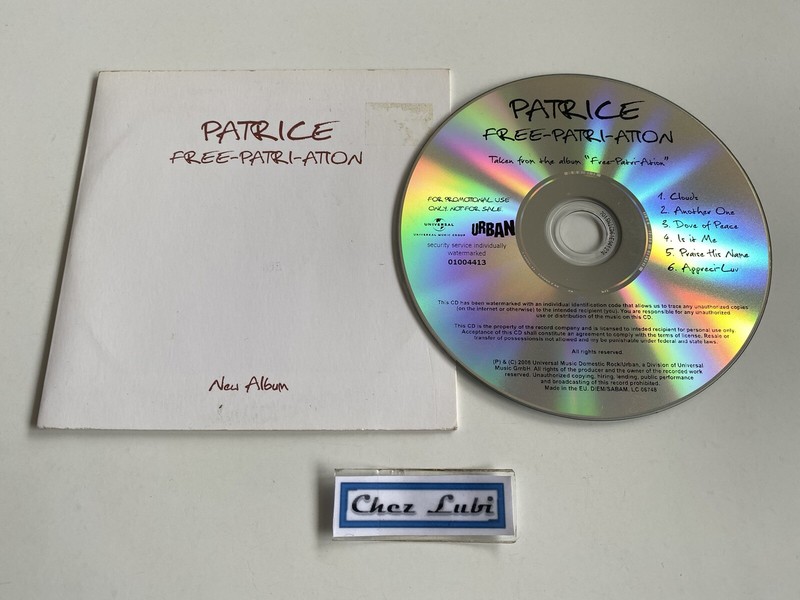 PATRICE
FREE-PATRI-ATION
New Album
PATRICE
FREE-PATRI-ATION
Taken from the album "Free-Patri-Ation"
FOR PROMOTIONAL USE
ONLY. NOT FOR SALE.
UNIVERSAL
UNIVERSAL MUSIC GROUP
URBAN
security service individually
watermarked
01004413
1. Clouds
2. Another One
3. Dove of Peace
4. Is it Me
5. Praise His Name
6. Appreci-Luv
This CD has been watermarked with an individual identification code that allows us to trace any unauthorized copies
(on the internet or otherwise) to the intended recipient (you). You are responsible for any unauthorized
use or distribution of the music on this CD.
This CD is the property of the record company and is licensed to intended recipient for personal use only.
Acceptance of this CD shall constitute an agreement to comply with the terms of license. Resale or
transfer of possessiosis not allowed and my be punishable under federal and state laws.
All rights reserved.
(P) & (C) 2008 Universal Music Domestic Rock/Urban, a Division of Universal
Music GmbH. All rights of the producer and the owner of the recorded work
reserved. Unauthorized copying, hiring, lending, public performance
and broadcasting of this record prohibited.
Made in the EU. D/EM/SABAM. LC 06748
Chez Lubi